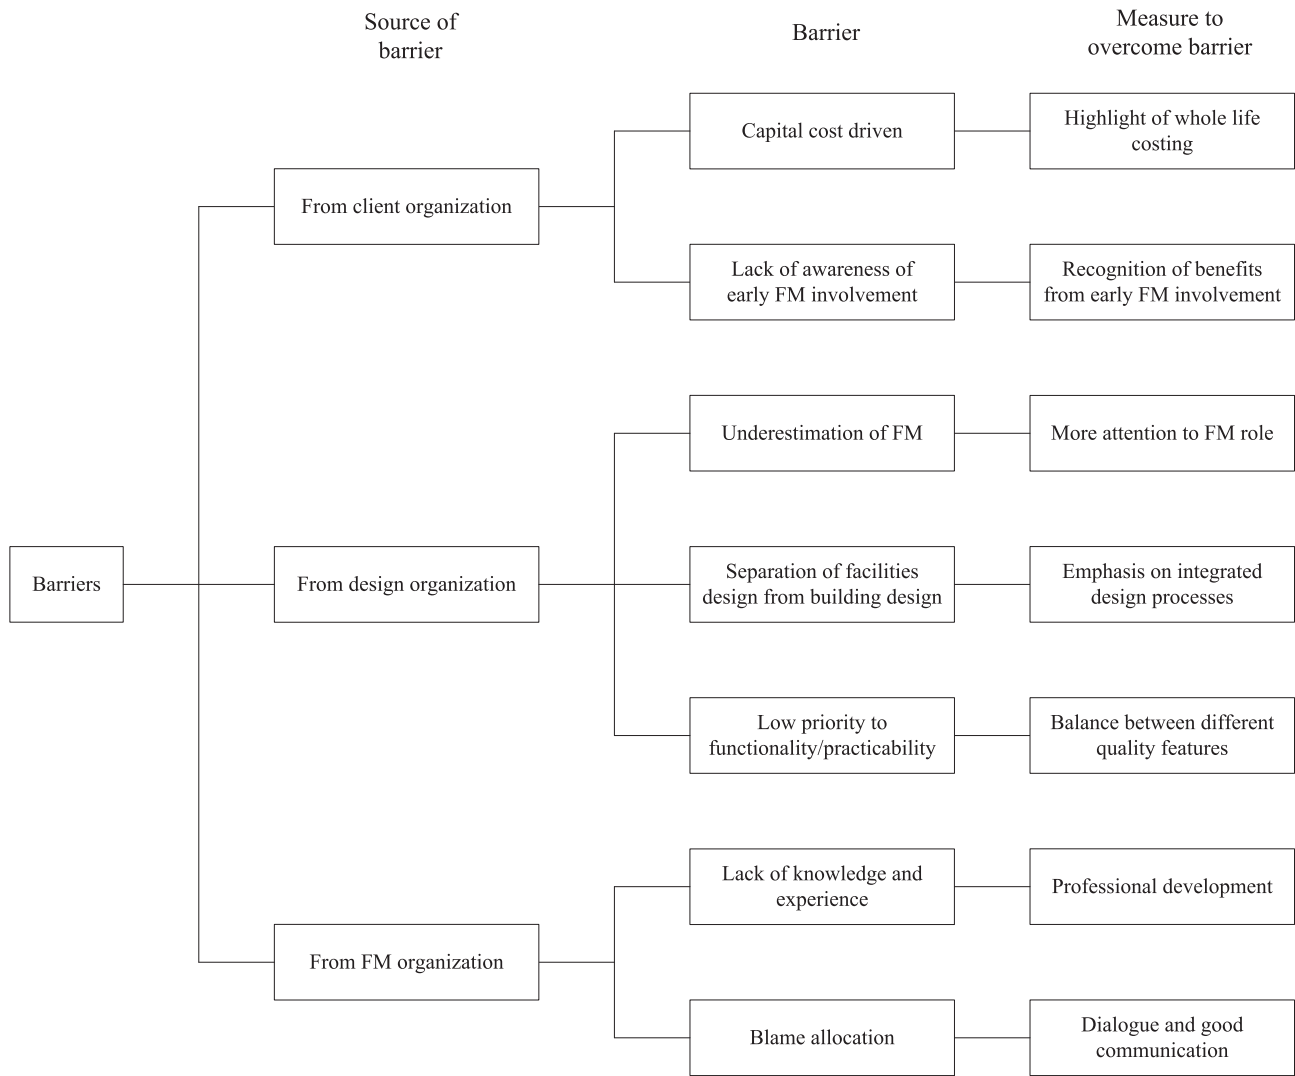 Source of
barrier
Barrier
Measure to
overcome barrier
Capital cost driven
Highlight of whole life
costing
From client organization
Lack of awareness of
early FM involvement
Recognition of benefits
from early FM involvement
Underestimation of FM
More attention to FM role
Barriers
From design organization
Separation of facilities
design from building design
Emphasis on integrated
design processes
Low priority to
functionality/practicability
Balance between different
quality features
Lack of knowledge and
experience
Professional development
From FM organization
Blame allocation
Dialogue and good
communication